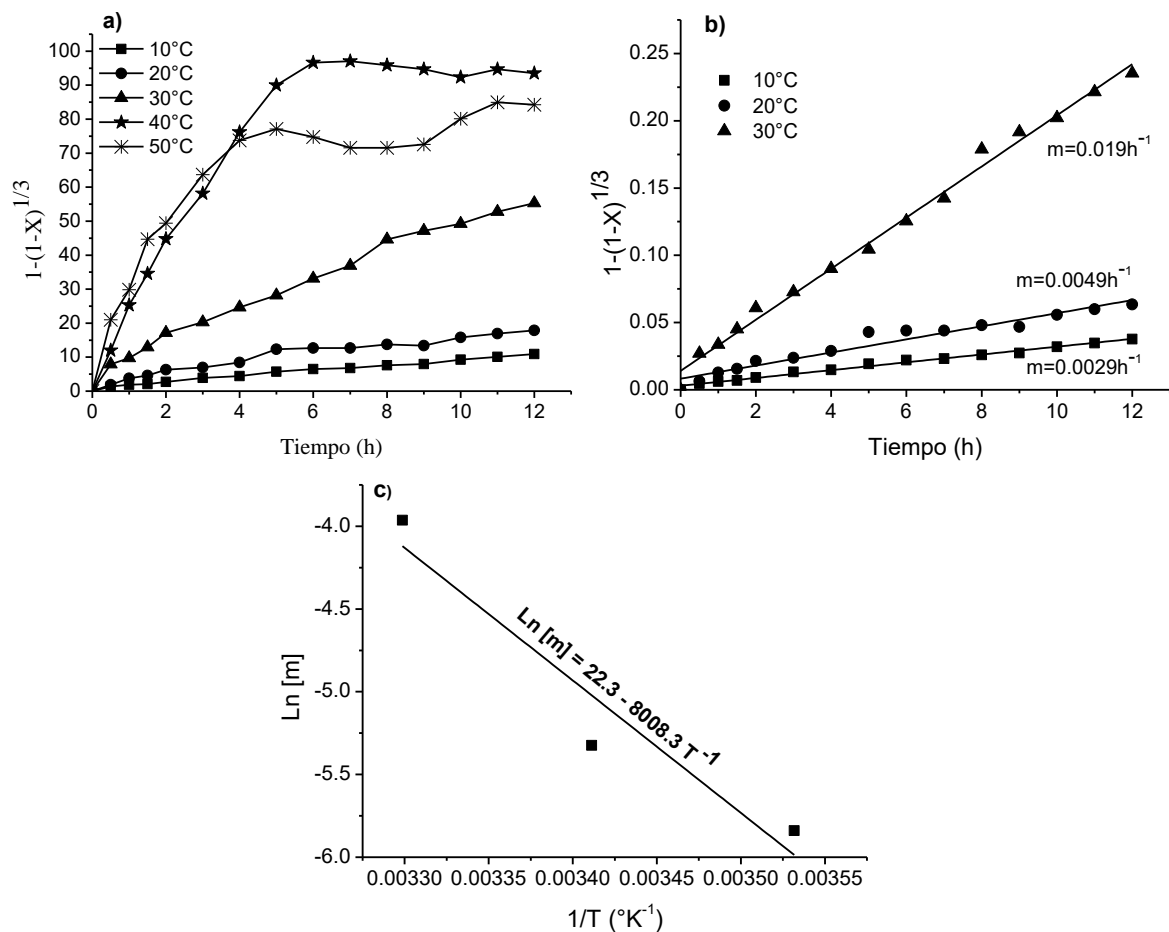 a)
10°C
20°C
30°C
40°C
50°C
100
90
80
70
60
50
40
30
20
10
0
0 2 4 6 8 10 12
1-(1-X)^1/3
Tiempo (h)
b)
10°C
20°C
30°C
0.25
0.20
0.15
0.10
0.05
0.00
0 2 4 6 8 10 12
1-(1-X)^1/3
Tiempo (h)
m=0.019h⁻¹
m=0.0049h⁻¹
m=0.0029h⁻¹
c)
-4.0
-4.5
-5.0
-5.5
-6.0
Ln [m]
Ln [m] = 22.3 - 8008.3 T⁻¹
0.00330 0.00335 0.00340 0.00345 0.00350 0.00355
1/T (°K⁻¹)